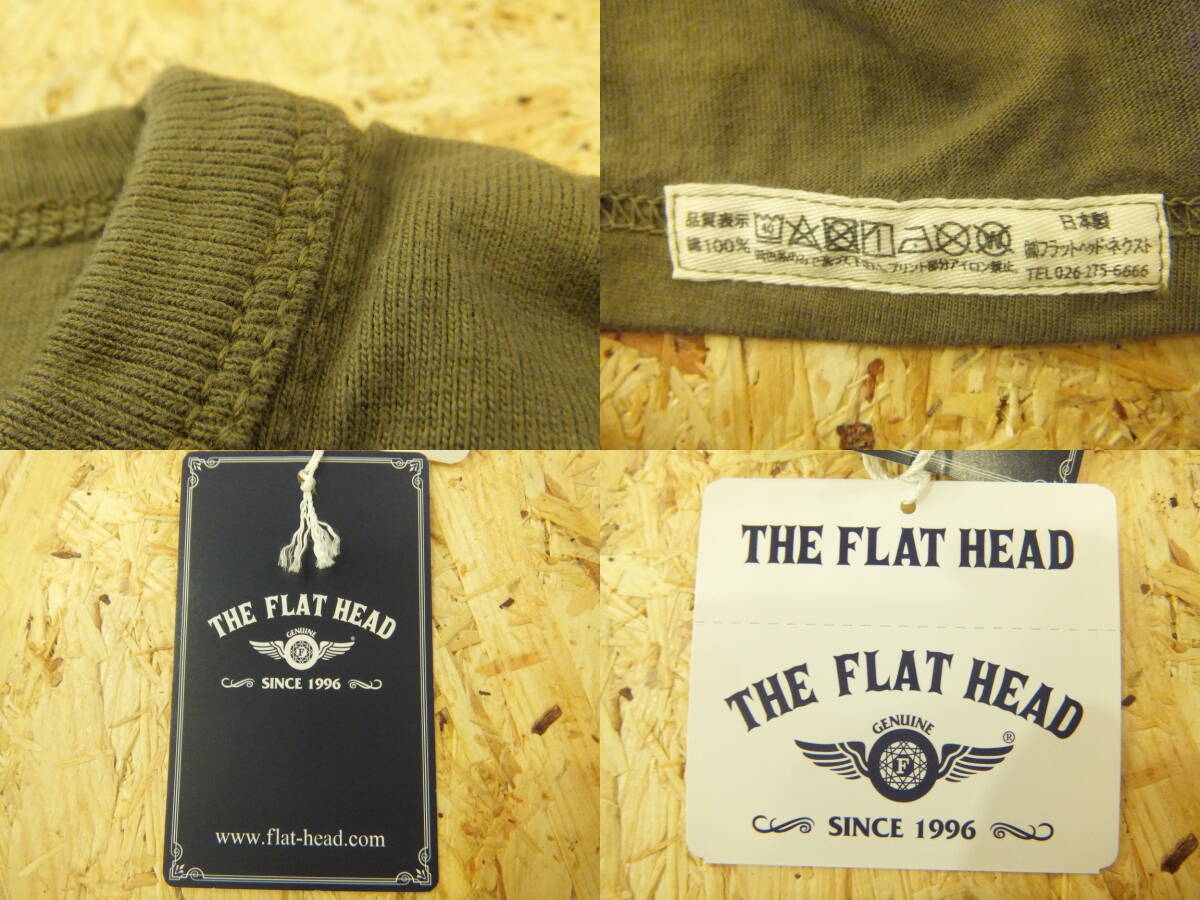 品質表示
綿100%
40
日本製
㈱フラットヘッド・ネクスト
TEL 026-275-6666
プリント部分アイロン禁止
THE FLAT HEAD
GENUINE
F
®
SINCE 1996
www.flat-head.com
THE FLAT HEAD
THE FLAT HEAD
GENUINE
®
F
SINCE 1996